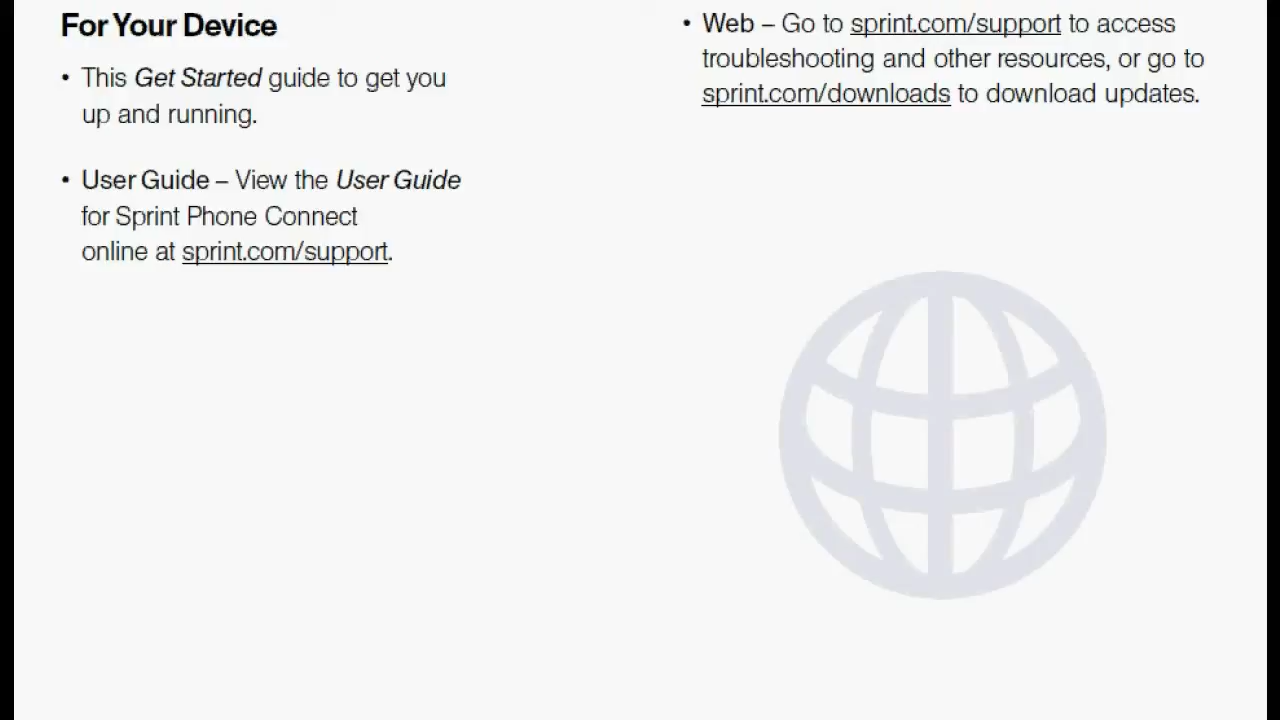 For Your Device
• This Get Started guide to get you
up and running.
• User Guide – View the User Guide
for Sprint Phone Connect
online at sprint.com/support.
• Web – Go to sprint.com/support to access
troubleshooting and other resources, or go to
sprint.com/downloads to download updates.